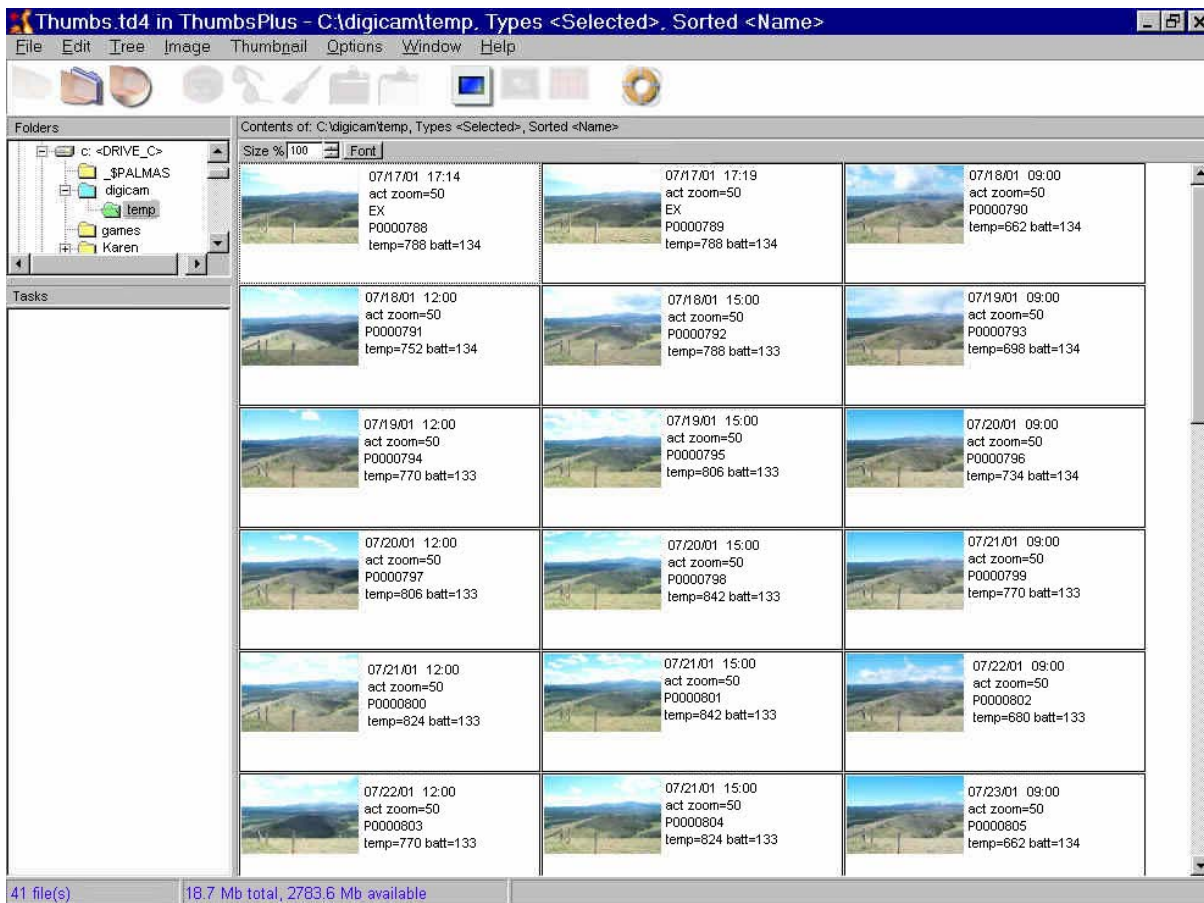 Thumbs.td4 in ThumbsPlus - C:\digicam\temp, Types <Selected>, Sorted <Name>
File Edit Tree Image Thumbnail Options Window Help
Folders
Contents of: C:\digicam\temp, Types <Selected>, Sorted <Name>
Size % 100 Font
c: <DRIVE_C>
_$PALMAS
digicam
temp
games
Karen
Tasks
07/17/01 17:14
act zoom=50
EX
P0000788
temp=788 batt=134
07/17/01 17:19
act zoom=50
EX
P0000789
temp=788 batt=134
07/18/01 09:00
act zoom=50
P0000790
temp=662 batt=134
07/18/01 12:00
act zoom=50
P0000791
temp=752 batt=134
07/18/01 15:00
act zoom=50
P0000792
temp=788 batt=133
07/19/01 09:00
act zoom=50
P0000793
temp=698 batt=134
07/19/01 12:00
act zoom=50
P0000794
temp=770 batt=133
07/19/01 15:00
act zoom=50
P0000795
temp=806 batt=133
07/20/01 09:00
act zoom=50
P0000796
temp=734 batt=134
07/20/01 12:00
act zoom=50
P0000797
temp=806 batt=133
07/20/01 15:00
act zoom=50
P0000798
temp=842 batt=133
07/21/01 09:00
act zoom=50
P0000799
temp=770 batt=133
07/21/01 12:00
act zoom=50
P0000800
temp=824 batt=133
07/21/01 15:00
act zoom=50
P0000801
temp=842 batt=133
07/22/01 09:00
act zoom=50
P0000802
temp=680 batt=133
07/22/01 12:00
act zoom=50
P0000803
temp=770 batt=133
07/21/01 15:00
act zoom=50
P0000804
temp=824 batt=133
07/23/01 09:00
act zoom=50
P0000805
temp=662 batt=134
41 file(s)
18.7 Mb total, 2783.6 Mb available